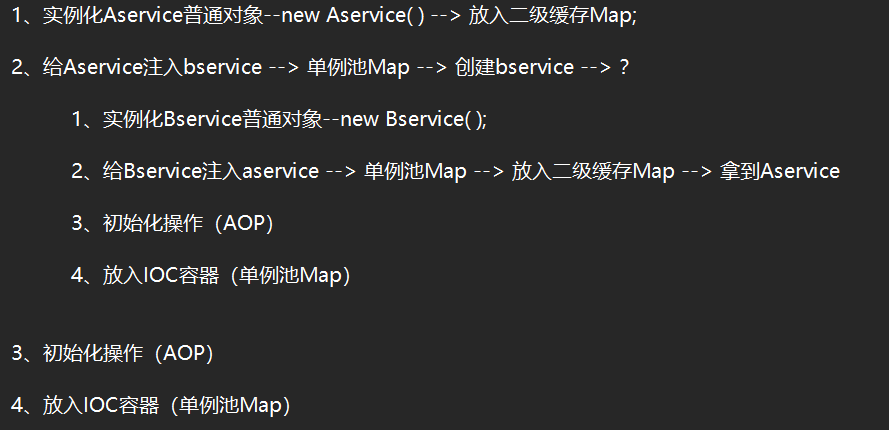 1、实例化Aservice普通对象--new Aservice( ) --> 放入二级缓存Map;
2、给Aservice注入bservice --> 单例池Map --> 创建bservice --> ?
1、实例化Bservice普通对象--new Bservice( );
2、给Bservice注入aservice --> 单例池Map --> 放入二级缓存Map --> 拿到Aservice
3、初始化操作（AOP）
4、放入IOC容器（单例池Map）
3、初始化操作（AOP）
4、放入IOC容器（单例池Map）